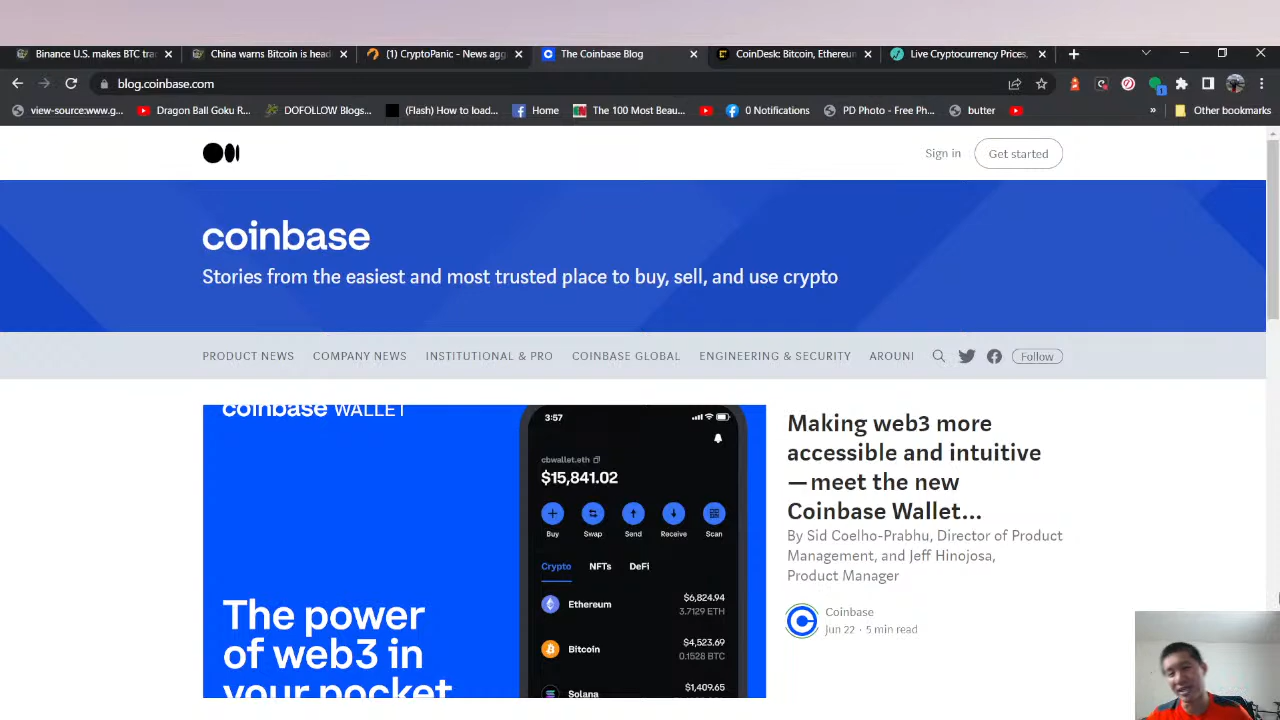 Binance U.S. makes BTC tra
China warns Bitcoin is head
(1) CryptoPanic - News agg
The Coinbase Blog
CoinDesk: Bitcoin, Ethereu
Live Cryptocurrency Prices,
blog.coinbase.com
view-source:www.g...
Dragon Ball Goku R...
DOFOLLOW Blogs...
(Flash) How to load...
Home
The 100 Most Beau...
0 Notifications
PD Photo - Free Ph...
butter
»
Other bookmarks
Sign in
Get started
coinbase
Stories from the easiest and most trusted place to buy, sell, and use crypto
PRODUCT NEWS
COMPANY NEWS
INSTITUTIONAL & PRO
COINBASE GLOBAL
ENGINEERING & SECURITY
AROUNI
Follow
coinbase WALLET
The power
of web3 in
your pocket
3:57
cbwallet.eth
$15,841.02
Buy Swap Send Receive Scan
Crypto NFTs DeFi
Ethereum $6,824.94
3.7129 ETH
Bitcoin $4,523.69
0.1528 BTC
Solana $1,409.65
Making web3 more
accessible and intuitive
—meet the new
Coinbase Wallet...
By Sid Coelho-Prabhu, Director of Product
Management, and Jeff Hinojosa,
Product Manager
Coinbase
Jun 22 · 5 min read